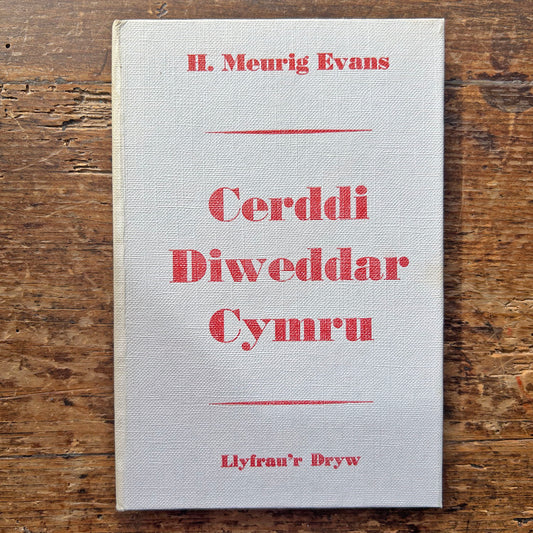 H. Meurig Evans
Cerddi
Diweddar
Cymru
Llyfrau'r Dryw